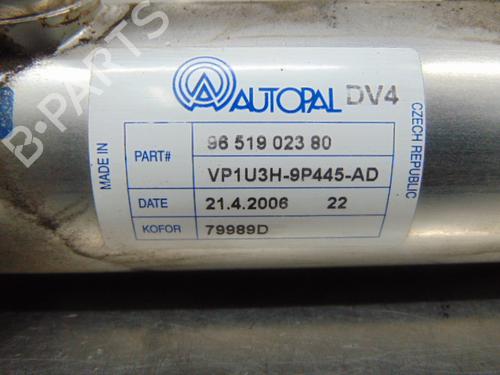 AUTOPAL DV4
MADE IN
PART# 96 519 023 80
VP1U3H-9P445-AD
DATE 21.4.2006 22
KOFOR 79989D
CZECH REPUBLIC
B-PARTS